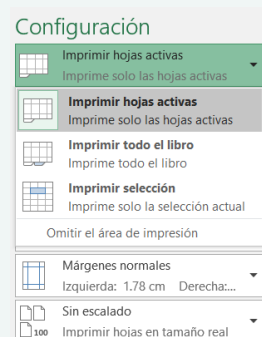 Configuración
Imprimir hojas activas
Imprime solo las hojas activas
Imprimir hojas activas
Imprime solo las hojas activas
Imprimir todo el libro
Imprime todo el libro
Imprimir selección
Imprime solo la selección actual
Omitir el área de impresión
Márgenes normales
Izquierda: 1.78 cm Derecha:...
Sin escalado
100 Imprimir hojas en tamaño real